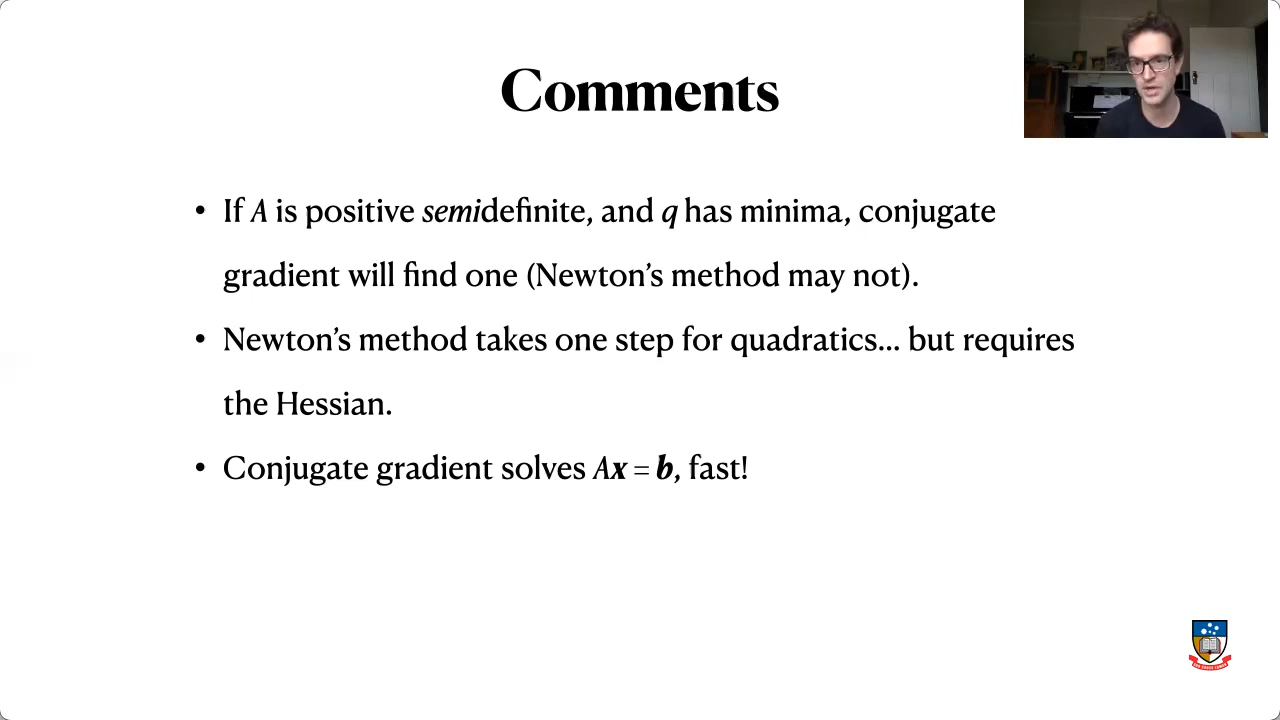 Comments
• If A is positive semidefinite, and q has minima, conjugate
gradient will find one (Newton’s method may not).
• Newton’s method takes one step for quadratics... but requires
the Hessian.
• Conjugate gradient solves Ax = b, fast!